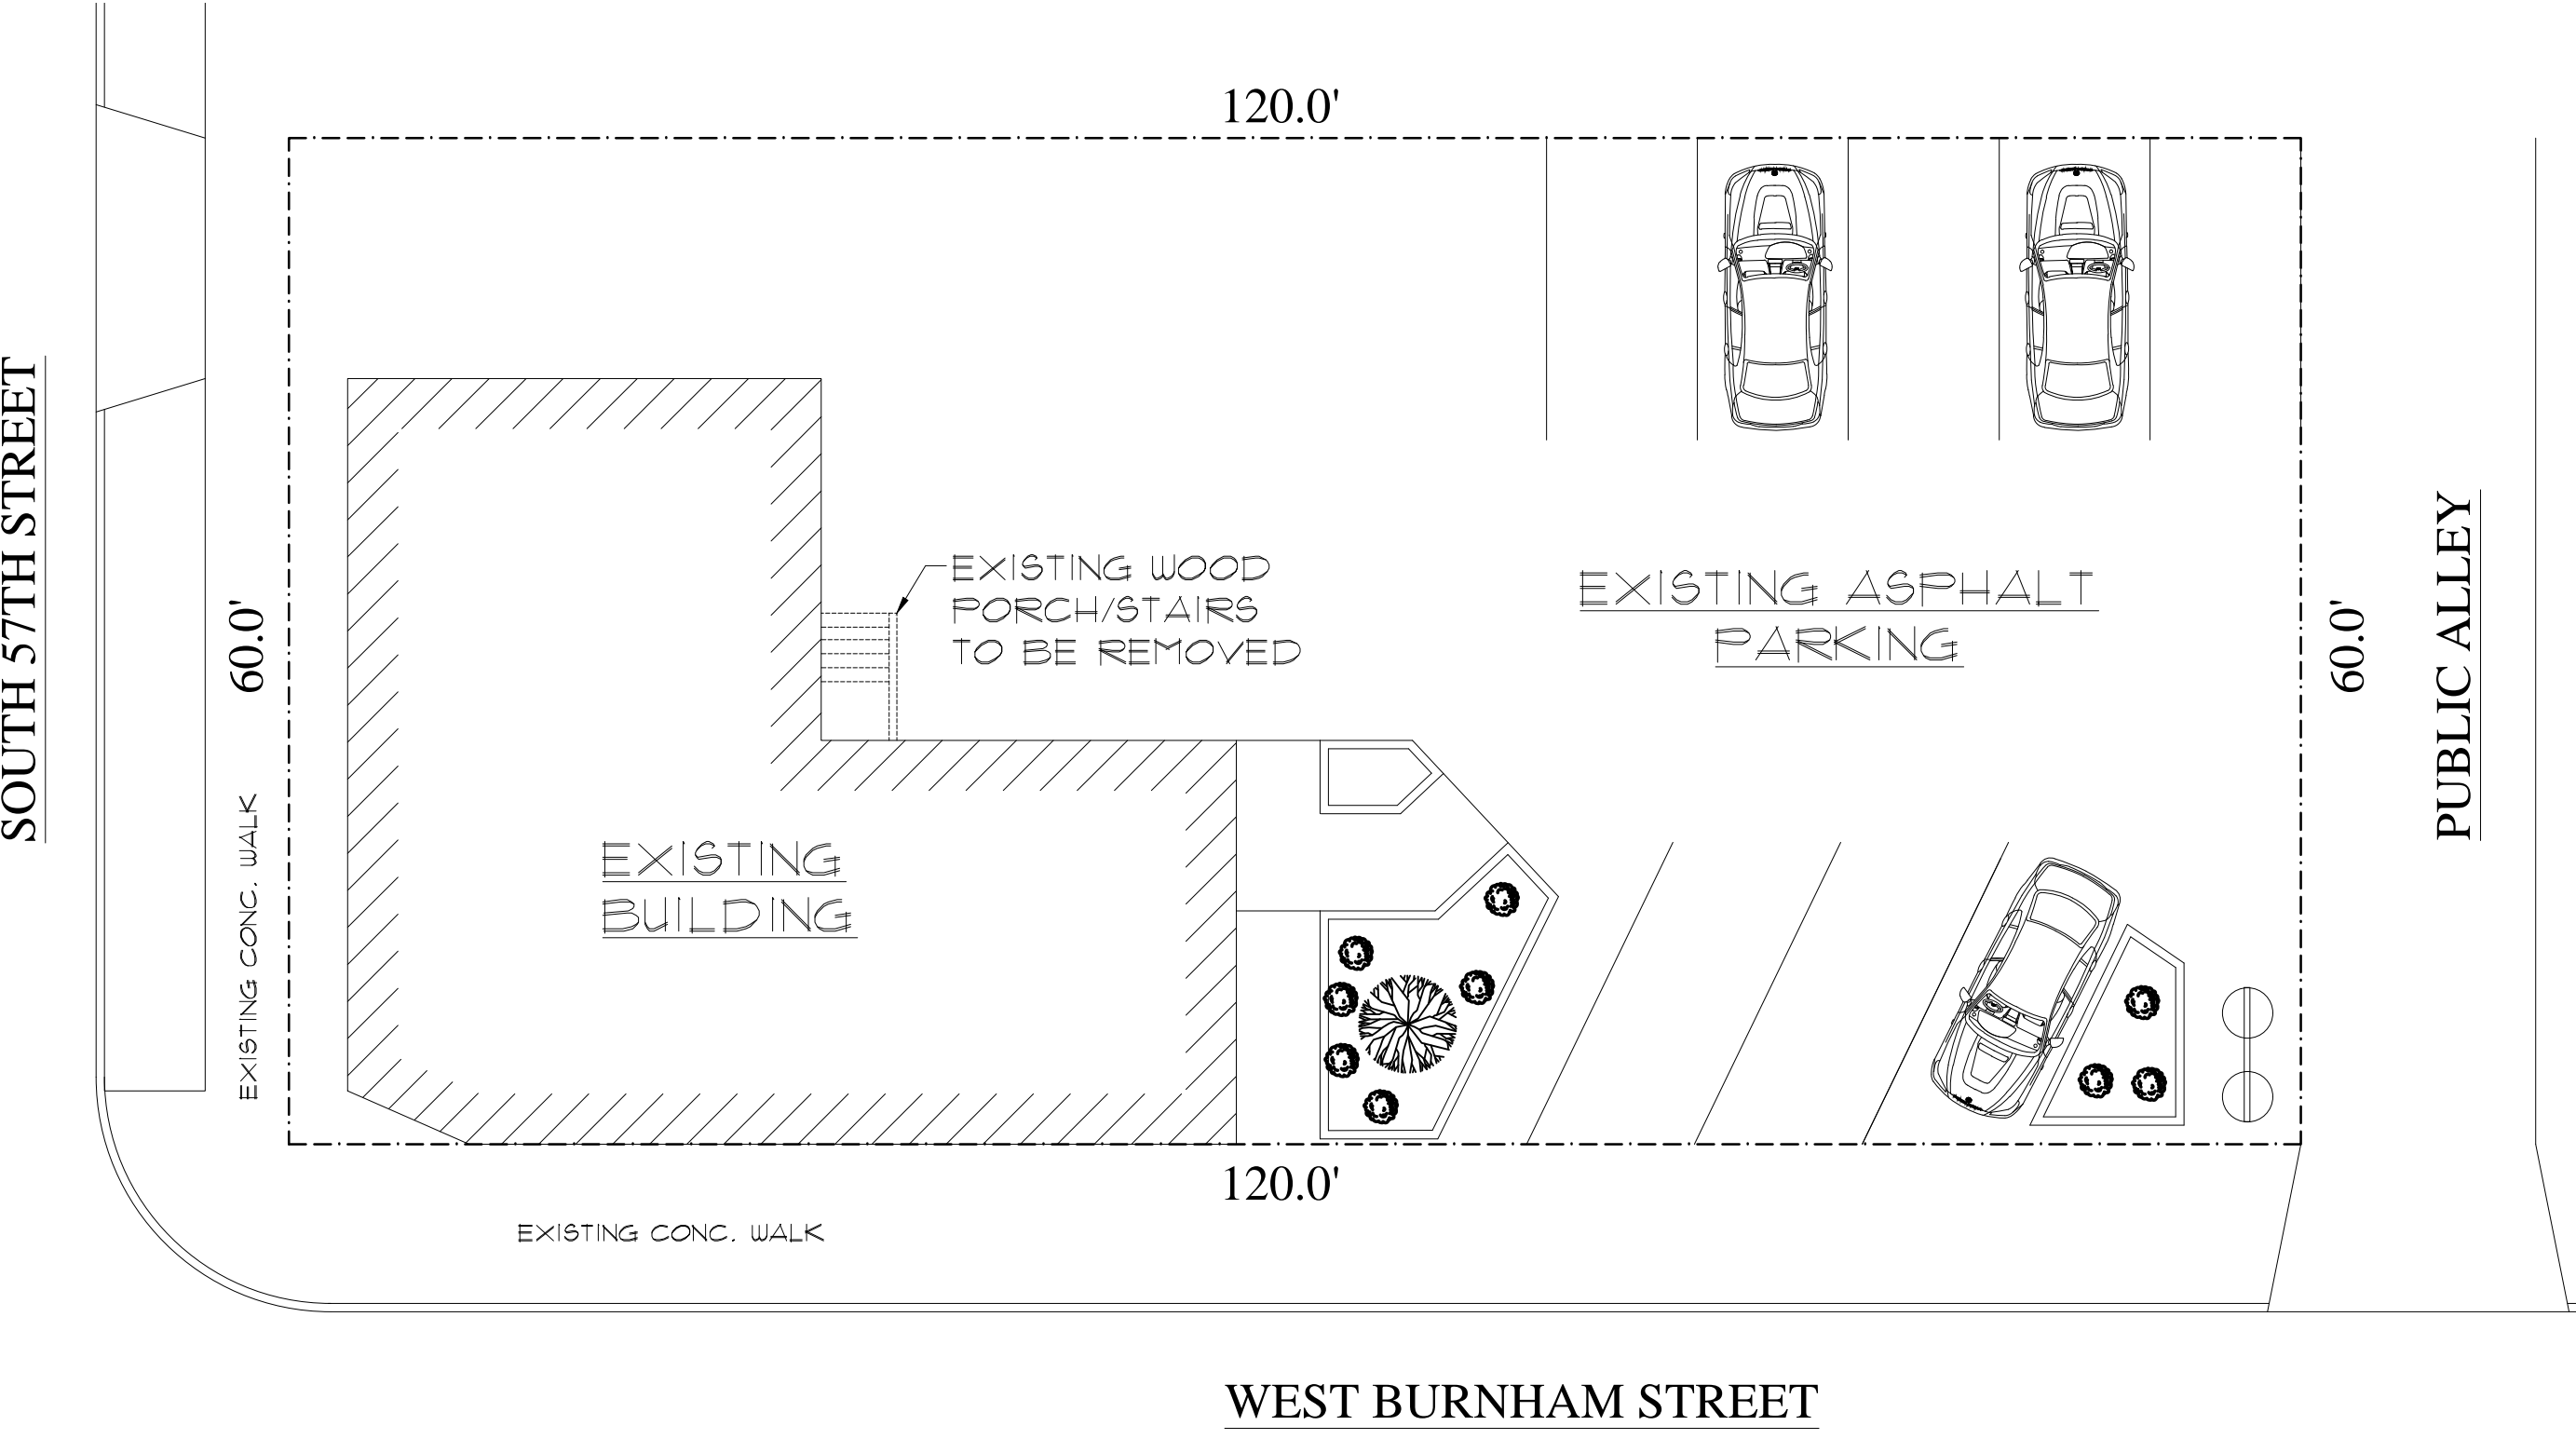 120.0'
SOUTH 57TH STREET
60.0'
EXISTING WOOD
PORCH/STAIRS
TO BE REMOVED
EXISTING ASPHALT
PARKING
60.0'
PUBLIC ALLEY
EXISTING CONC. WALK
EXISTING
BUILDING
120.0'
EXISTING CONC. WALK
WEST BURNHAM STREET